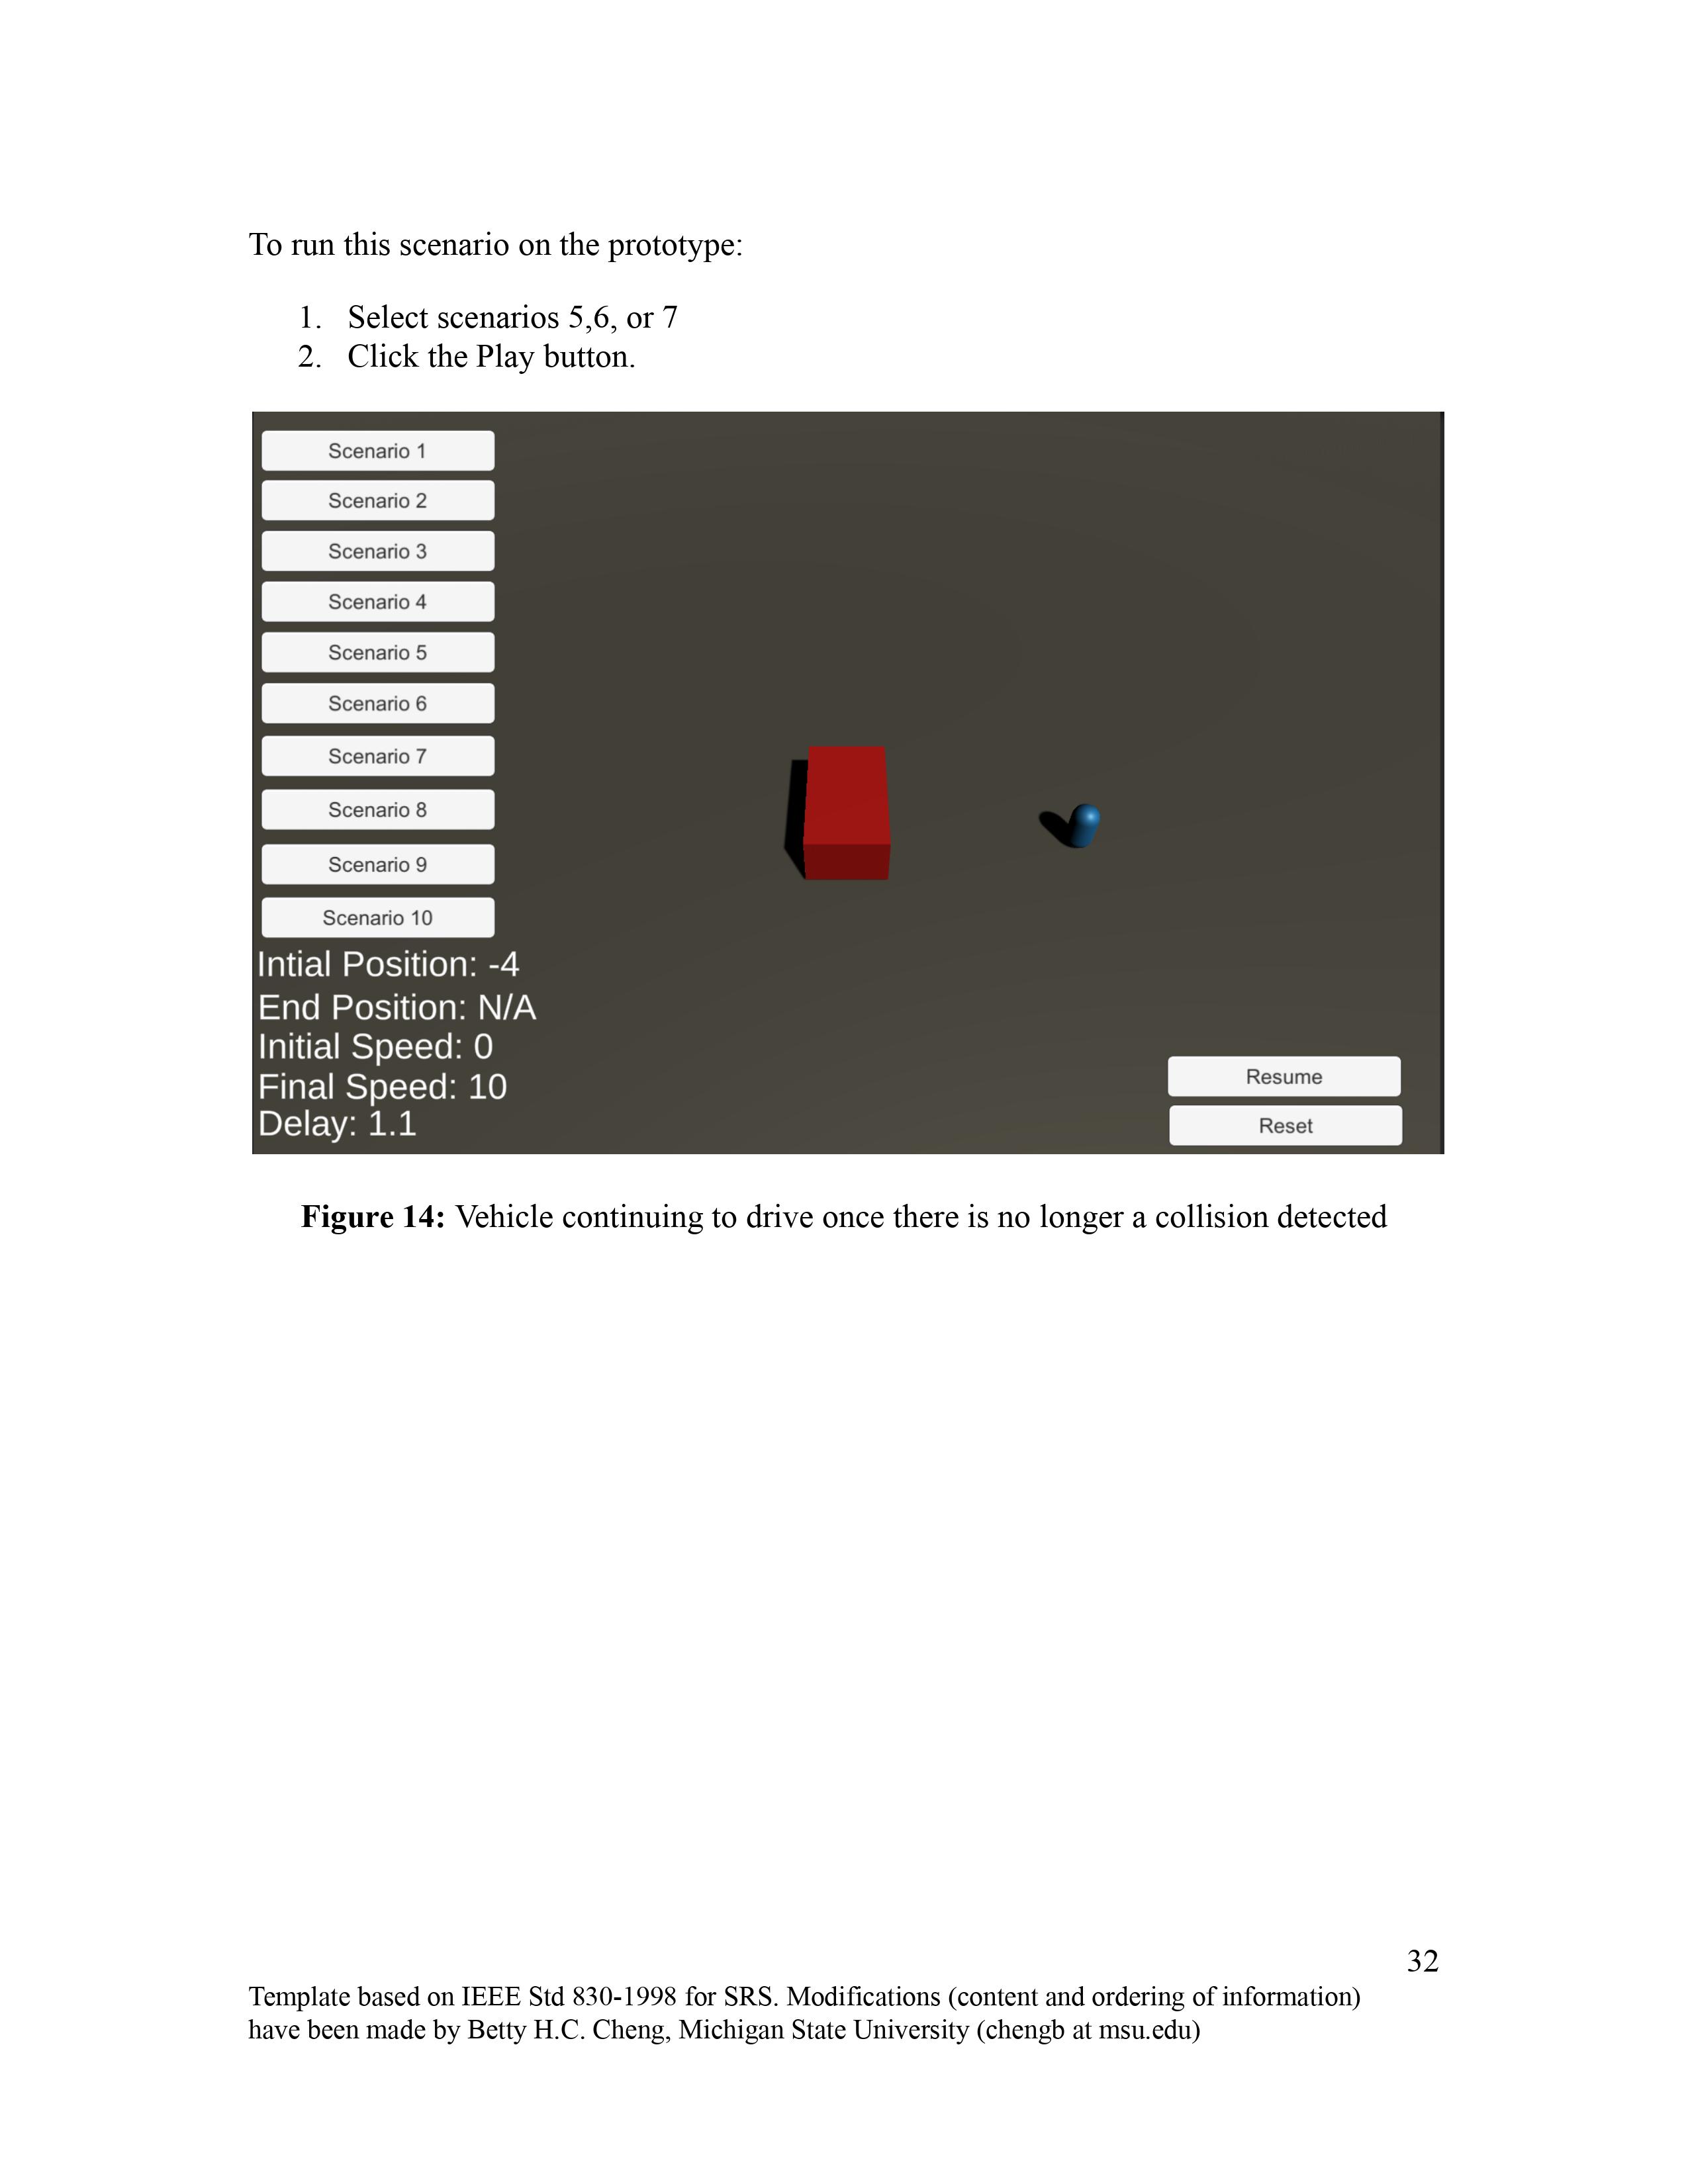 To run this scenario on the prototype:
1. Select scenarios 5,6, or 7
2. Click the Play button.
Scenario 1
Scenario 2
Scenario 3
Scenario 4
Scenario 5
Scenario 6
Scenario 7
Scenario 8
Scenario 9
Scenario 10
Intial Position: -4
End Position: N/A
Initial Speed: 0
Final Speed: 10
Delay: 1.1
Resume
Reset
Figure 14: Vehicle continuing to drive once there is no longer a collision detected
32
Template based on IEEE Std 830-1998 for SRS. Modifications (content and ordering of information)
have been made by Betty H.C. Cheng, Michigan State University (chengb at msu.edu)